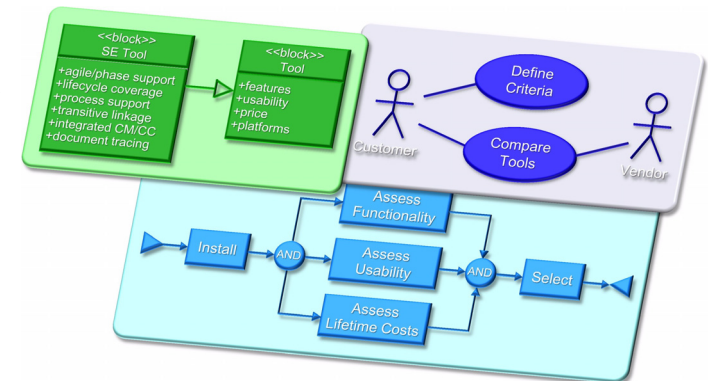 <<block>>
SE Tool
+agile/phase support
+lifecycle coverage
+process support
+transitive linkage
+integrated CM/CC
+document tracing
<<block>>
Tool
+features
+usability
+price
+platforms
Define
Criteria
Customer
Compare
Tools
Vendor
Assess
Functionality
Install
AND
Assess
Usability
AND
Select
Assess
Lifetime Costs